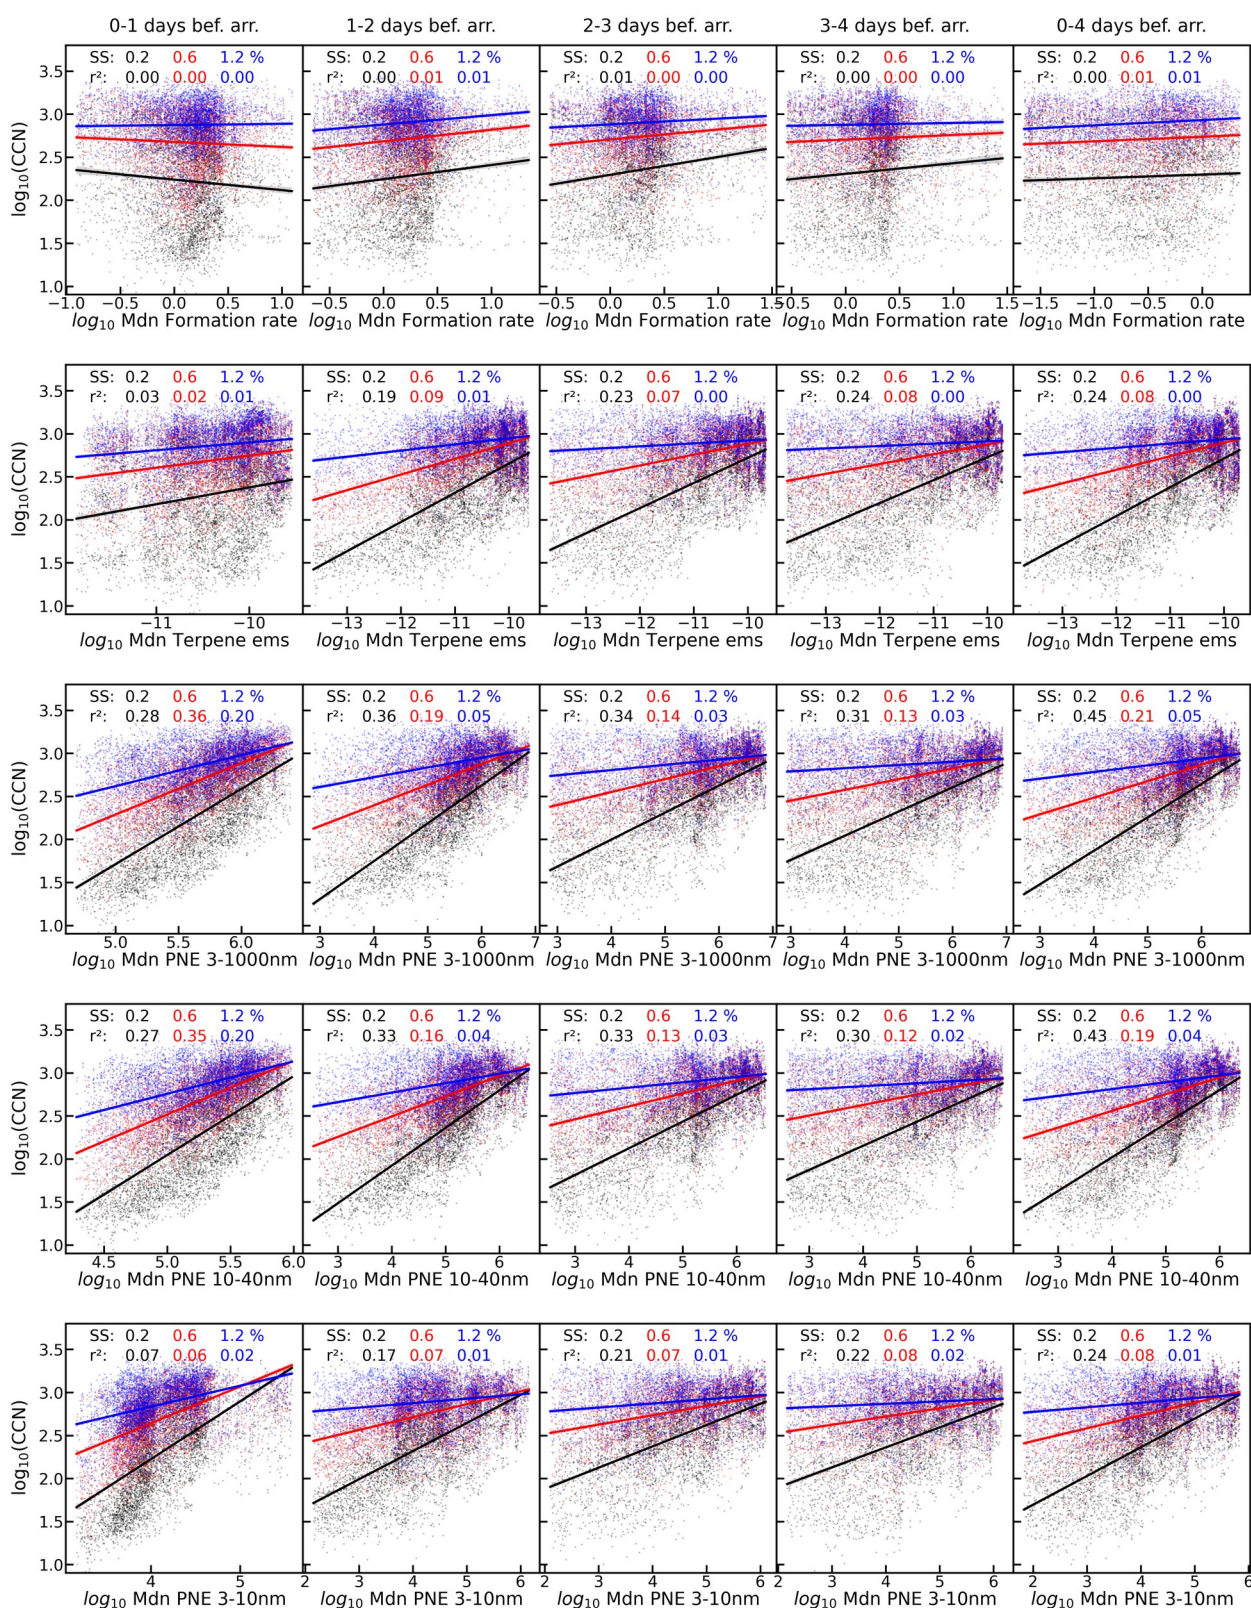 0-1 days bef. arr. 1-2 days bef. arr. 2-3 days bef. arr. 3-4 days bef. arr. 0-4 days bef. arr.
SS: 0.2 0.6 1.2 % SS: 0.2 0.6 1.2 % SS: 0.2 0.6 1.2 % SS: 0.2 0.6 1.2 % SS: 0.2 0.6 1.2 %
r²: 0.00 0.00 0.00 r²: 0.00 0.01 0.01 r²: 0.01 0.00 0.00 r²: 0.00 0.00 0.00 r²: 0.00 0.01 0.01
3.5
3.0
2.5
log₁₀(CCN)
2.0
1.5
1.0
−1.0 −0.5 0.0 0.5 1.0 −0.5 0.0 0.5 1.0 −0.5 0.0 0.5 1.0 1.5 −0.5 0.0 0.5 1.0 1.5 −1.5 −1.0 −0.5 0.0
log₁₀ Mdn Formation rate log₁₀ Mdn Formation rate log₁₀ Mdn Formation rate log₁₀ Mdn Formation rate log₁₀ Mdn Formation rate
SS: 0.2 0.6 1.2 % SS: 0.2 0.6 1.2 % SS: 0.2 0.6 1.2 % SS: 0.2 0.6 1.2 % SS: 0.2 0.6 1.2 %
r²: 0.03 0.02 0.01 r²: 0.19 0.09 0.01 r²: 0.23 0.07 0.00 r²: 0.24 0.08 0.00 r²: 0.24 0.08 0.00
3.5
3.0
2.5
log₁₀(CCN)
2.0
1.5
1.0
−11 −10 −13 −12 −11 −10 −13 −12 −11 −10 −13 −12 −11 −10 −13 −12 −11 −10
log₁₀ Mdn Terpene ems log₁₀ Mdn Terpene ems log₁₀ Mdn Terpene ems log₁₀ Mdn Terpene ems log₁₀ Mdn Terpene ems
SS: 0.2 0.6 1.2 % SS: 0.2 0.6 1.2 % SS: 0.2 0.6 1.2 % SS: 0.2 0.6 1.2 % SS: 0.2 0.6 1.2 %
r²: 0.28 0.36 0.20 r²: 0.36 0.19 0.05 r²: 0.34 0.14 0.03 r²: 0.31 0.13 0.03 r²: 0.45 0.21 0.05
3.5
3.0
2.5
log₁₀(CCN)
2.0
1.5
1.0
5.0 5.5 6.0 3 4 5 6 7 3 4 5 6 7 3 4 5 6 7 3 4 5 6
log₁₀ Mdn PNE 3-1000nm log₁₀ Mdn PNE 3-1000nm log₁₀ Mdn PNE 3-1000nm log₁₀ Mdn PNE 3-1000nm log₁₀ Mdn PNE 3-1000nm
SS: 0.2 0.6 1.2 % SS: 0.2 0.6 1.2 % SS: 0.2 0.6 1.2 % SS: 0.2 0.6 1.2 % SS: 0.2 0.6 1.2 %
r²: 0.27 0.35 0.20 r²: 0.33 0.16 0.04 r²: 0.33 0.13 0.03 r²: 0.30 0.12 0.02 r²: 0.43 0.19 0.04
3.5
3.0
2.5
log₁₀(CCN)
2.0
1.5
1.0
4.5 5.0 5.5 6.0 3 4 5 6 3 4 5 6 3 4 5 6 3 4 5 6
log₁₀ Mdn PNE 10-40nm log₁₀ Mdn PNE 10-40nm log₁₀ Mdn PNE 10-40nm log₁₀ Mdn PNE 10-40nm log₁₀ Mdn PNE 10-40nm
SS: 0.2 0.6 1.2 % SS: 0.2 0.6 1.2 % SS: 0.2 0.6 1.2 % SS: 0.2 0.6 1.2 % SS: 0.2 0.6 1.2 %
r²: 0.07 0.06 0.02 r²: 0.17 0.07 0.01 r²: 0.21 0.07 0.01 r²: 0.22 0.08 0.02 r²: 0.24 0.08 0.01
3.5
3.0
2.5
log₁₀(CCN)
2.0
1.5
1.0
4 5 2 3 4 5 6 2 3 4 5 6 2 3 4 5 6 2 3 4 5 6
log₁₀ Mdn PNE 3-10nm log₁₀ Mdn PNE 3-10nm log₁₀ Mdn PNE 3-10nm log₁₀ Mdn PNE 3-10nm log₁₀ Mdn PNE 3-10nm